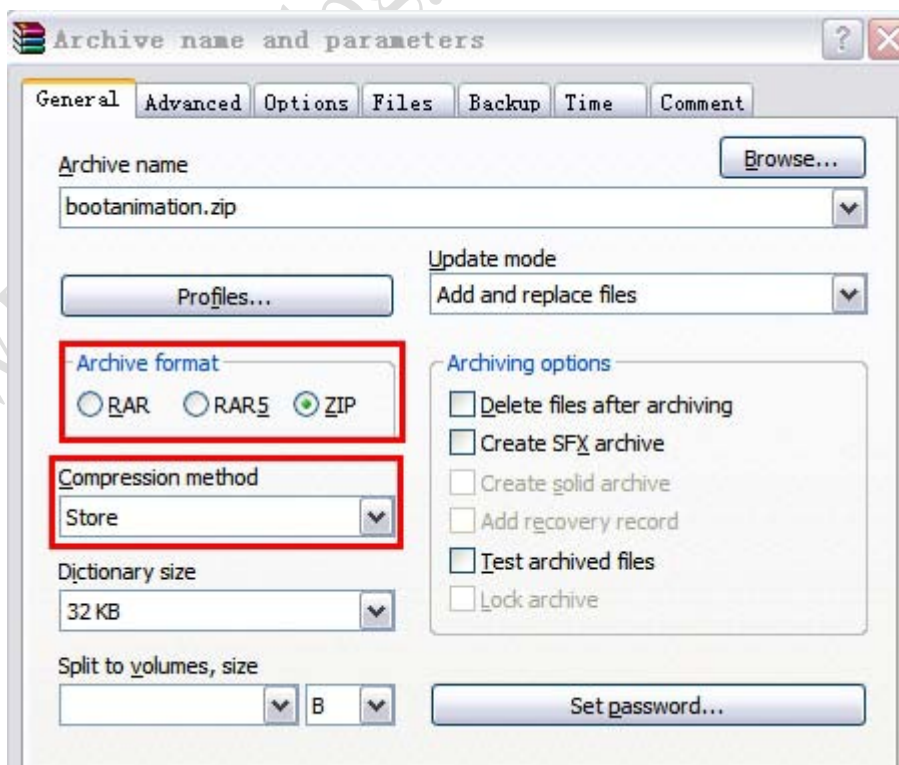 Archive name and parameters
General Advanced Options Files Backup Time Comment
Archive name
Browse...
bootanimation.zip
Update mode
Profiles...
Add and replace files
Archive format
RAR RAR5 ZIP
Compression method
Store
Dictionary size
32 KB
Split to volumes, size
B
Archiving options
Delete files after archiving
Create SFX archive
Create solid archive
Add recovery record
Test archived files
Lock archive
Set password...